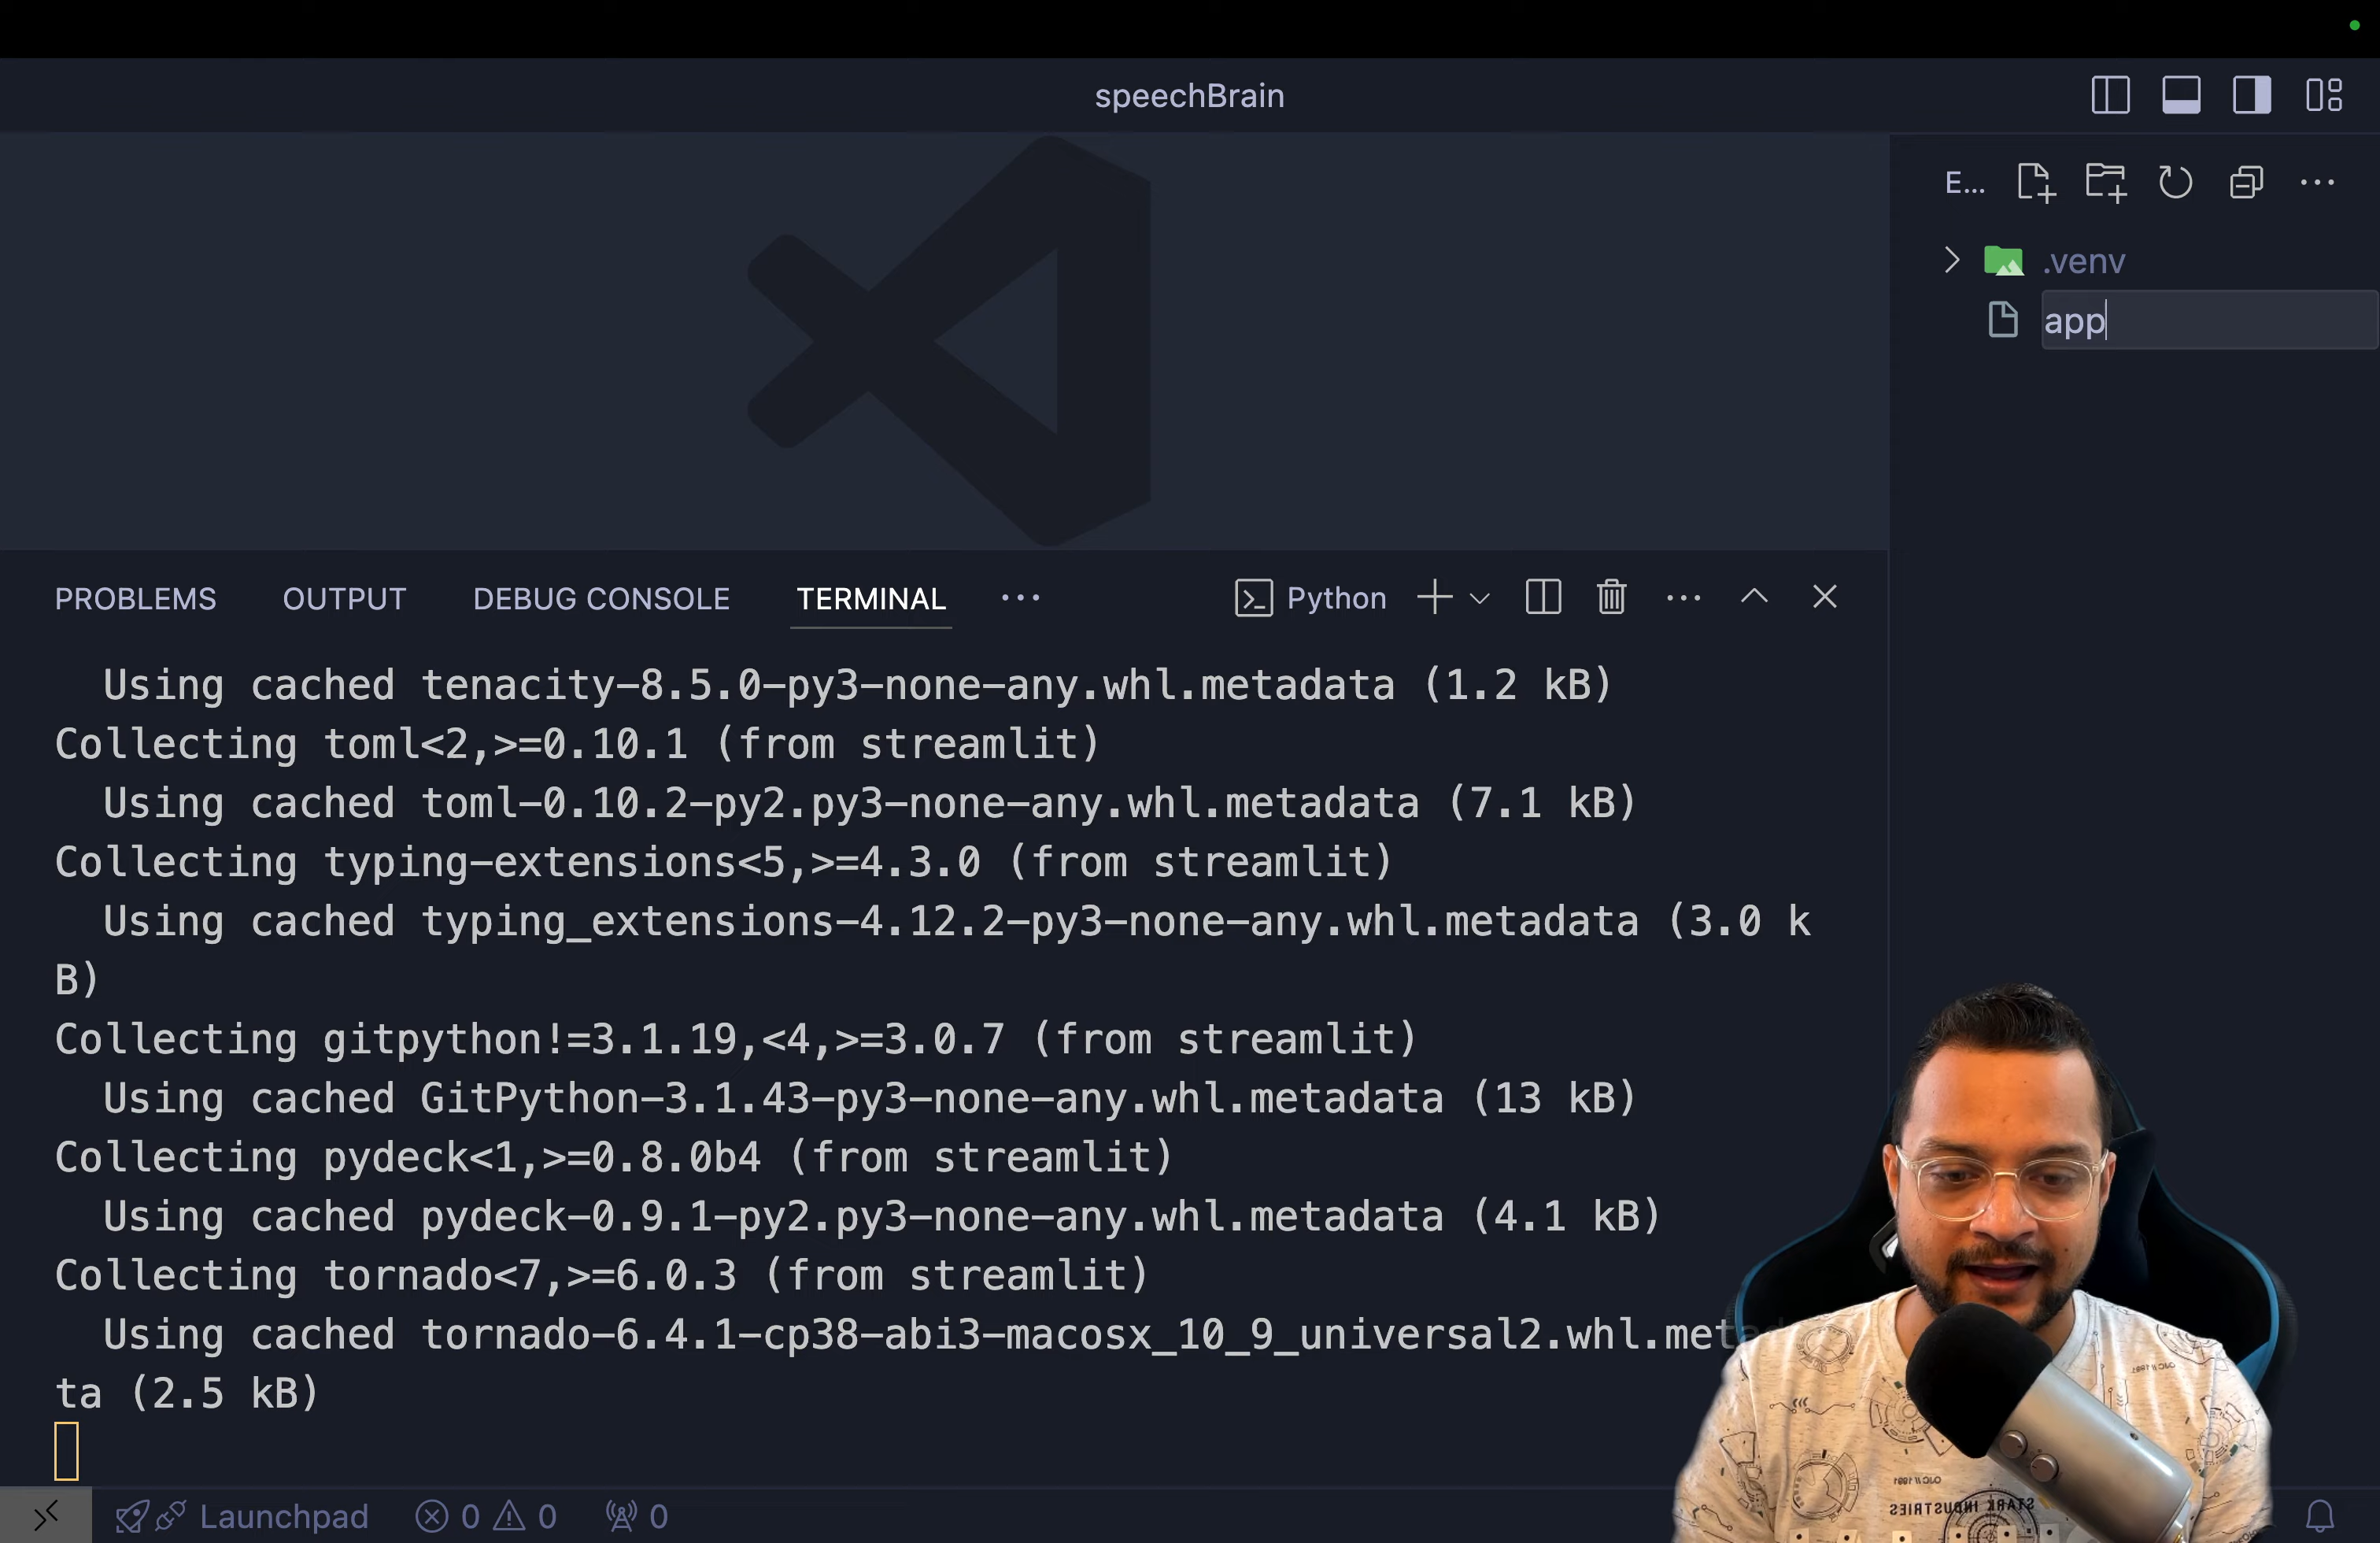 speechBrain
E...
.venv
app
PROBLEMS OUTPUT DEBUG CONSOLE TERMINAL ... Python ...
Using cached tenacity-8.5.0-py3-none-any.whl.metadata (1.2 kB)
Collecting toml<2,>=0.10.1 (from streamlit)
Using cached toml-0.10.2-py2.py3-none-any.whl.metadata (7.1 kB)
Collecting typing-extensions<5,>=4.3.0 (from streamlit)
Using cached typing_extensions-4.12.2-py3-none-any.whl.metadata (3.0 k
B)
Collecting gitpython!=3.1.19,<4,>=3.0.7 (from streamlit)
Using cached GitPython-3.1.43-py3-none-any.whl.metadata (13 kB)
Collecting pydeck<1,>=0.8.0b4 (from streamlit)
Using cached pydeck-0.9.1-py2.py3-none-any.whl.metadata (4.1 kB)
Collecting tornado<7,>=6.0.3 (from streamlit)
Using cached tornado-6.4.1-cp38-abi3-macosx_10_9_universal2.whl.metad
ta (2.5 kB)
STARK INDUSTRIES
Launchpad 0 0 0